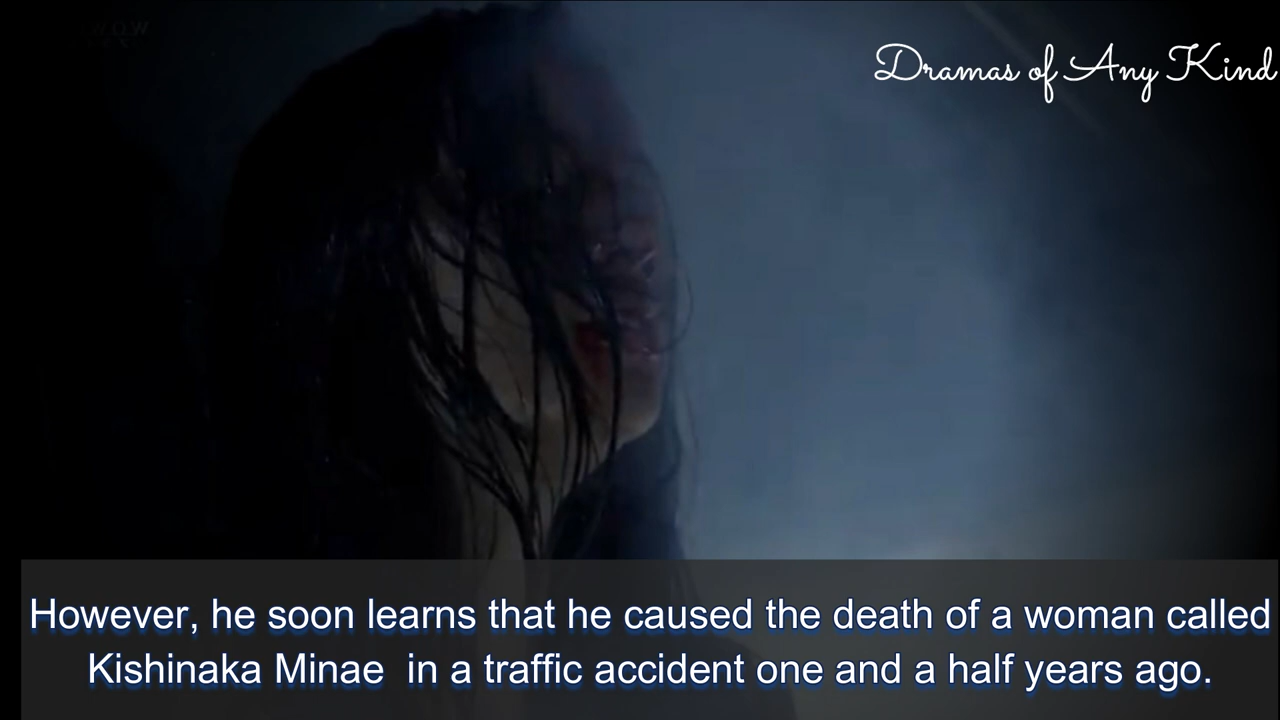 Dramas of Any Kind
However, he soon learns that he caused the death of a woman called
Kishinaka Minae  in a traffic accident one and a half years ago.